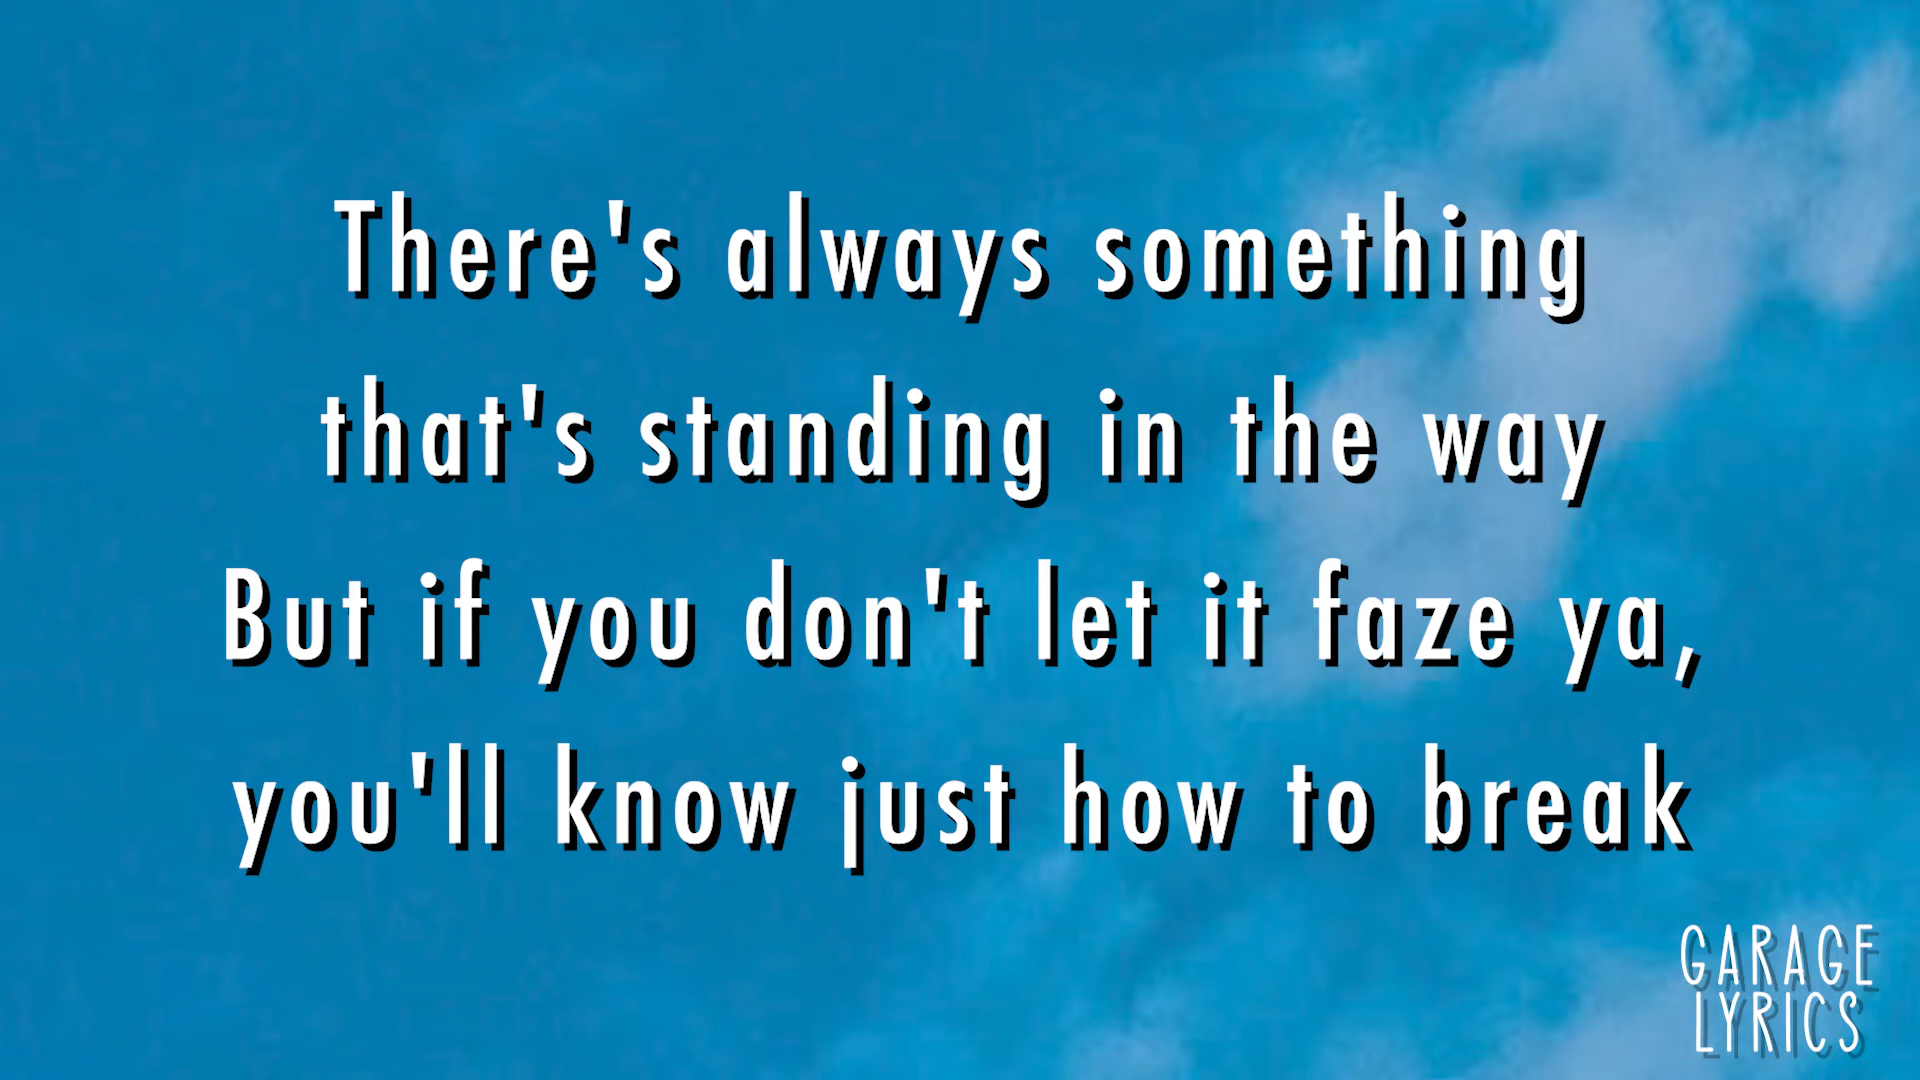 There's always something
that's standing in the way
But if you don't let it faze ya,
you'll know just how to break
GARAGE
LYRICS